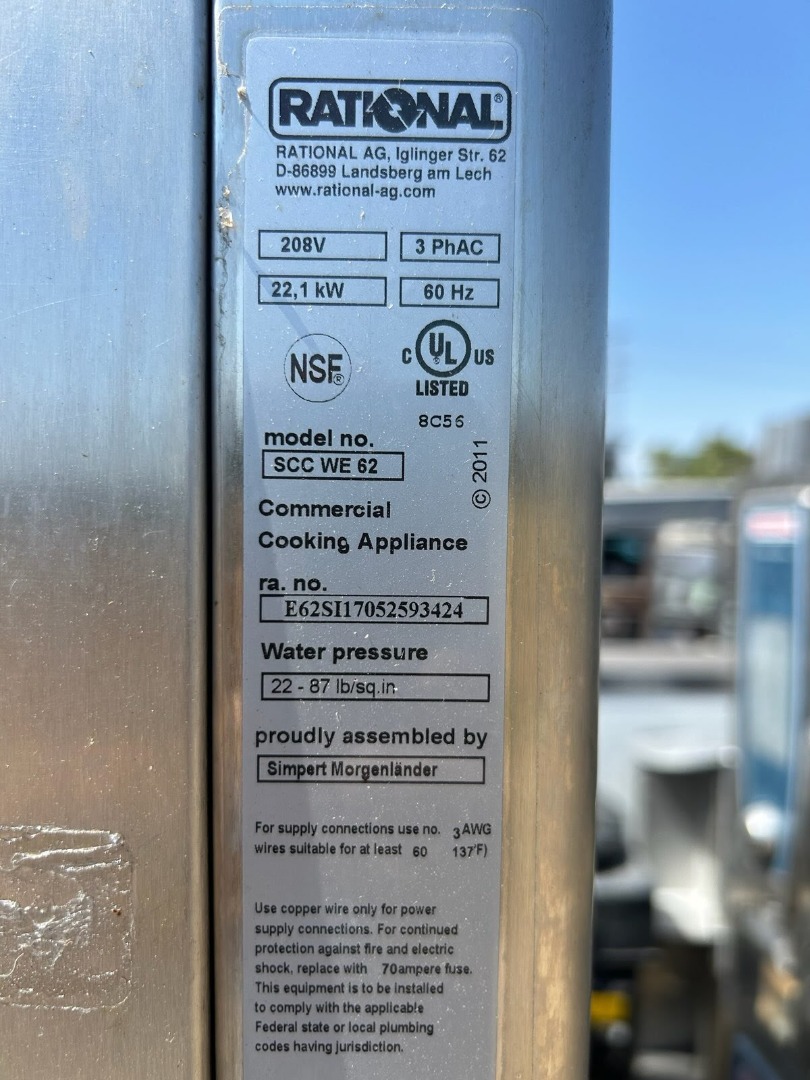 RATIONAL®
RATIONAL AG, Iglinger Str. 62
D-86899 Landsberg am Lech
www.rational-ag.com
208V 3 PhAC
22,1 kW 60 Hz
NSF® C UL® US
LISTED
8C56
model no.
SCC WE 62
© 2011
Commercial
Cooking Appliance
ra. no.
E62SI17052593424
Water pressure
22 - 87 lb/sq.in
proudly assembled by
Simpert Morgenländer
For supply connections use no. 3AWG
wires suitable for at least 60 137°F)
Use copper wire only for power
supply connections. For continued
protection against fire and electric
shock, replace with 70ampere fuse.
This equipment is to be installed
to comply with the applicable
Federal state or local plumbing
codes having jurisdiction.